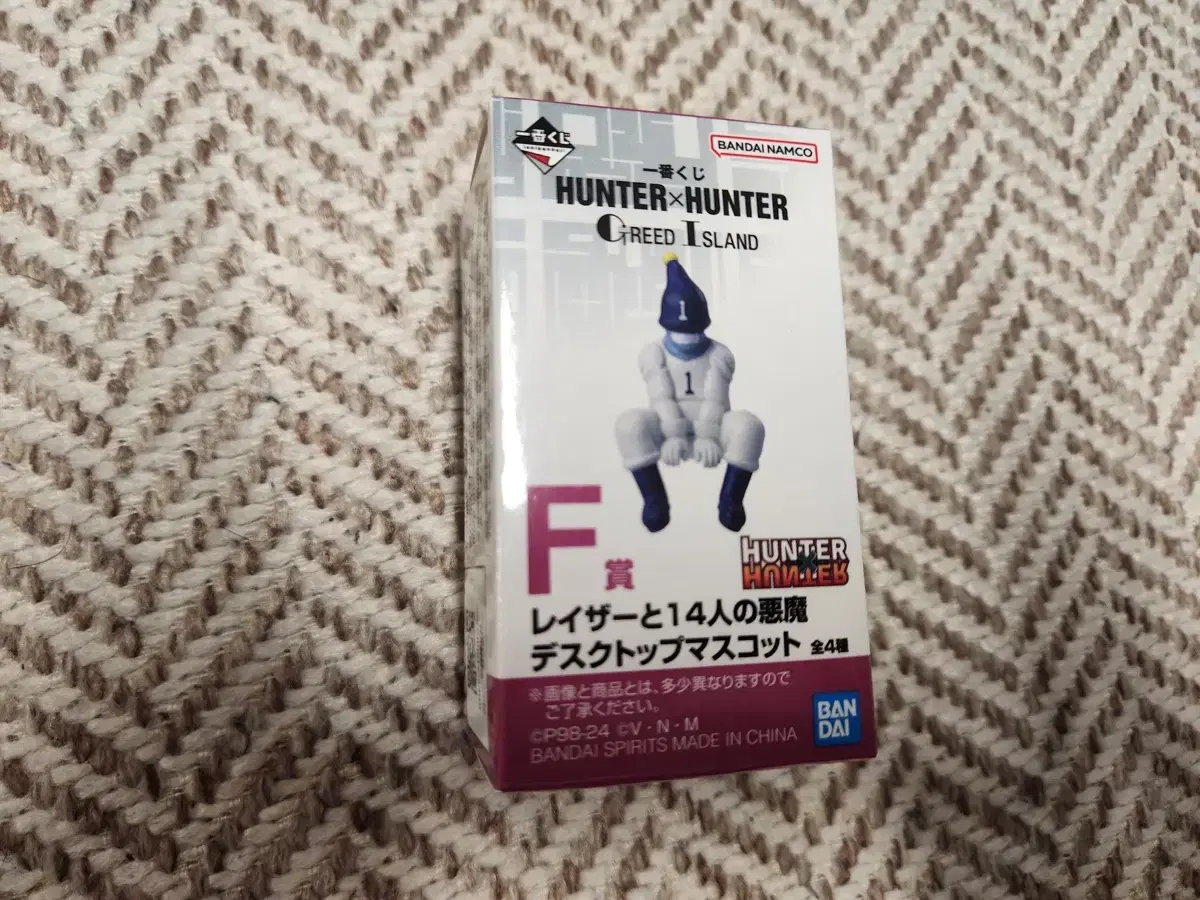 一番くじ
BANDAI NAMCO
一番くじ
HUNTER×HUNTER
GREED ISLAND
1
1
F賞
HUNTER×HUNTER
レイザーと14人の悪魔
デスクトップマスコット 全4種
※画像と商品とは、多少異なりますので
ご了承ください。
©P98-24 ©V・N・M
BANDAI SPIRITS MADE IN CHINA
BAN
DAI